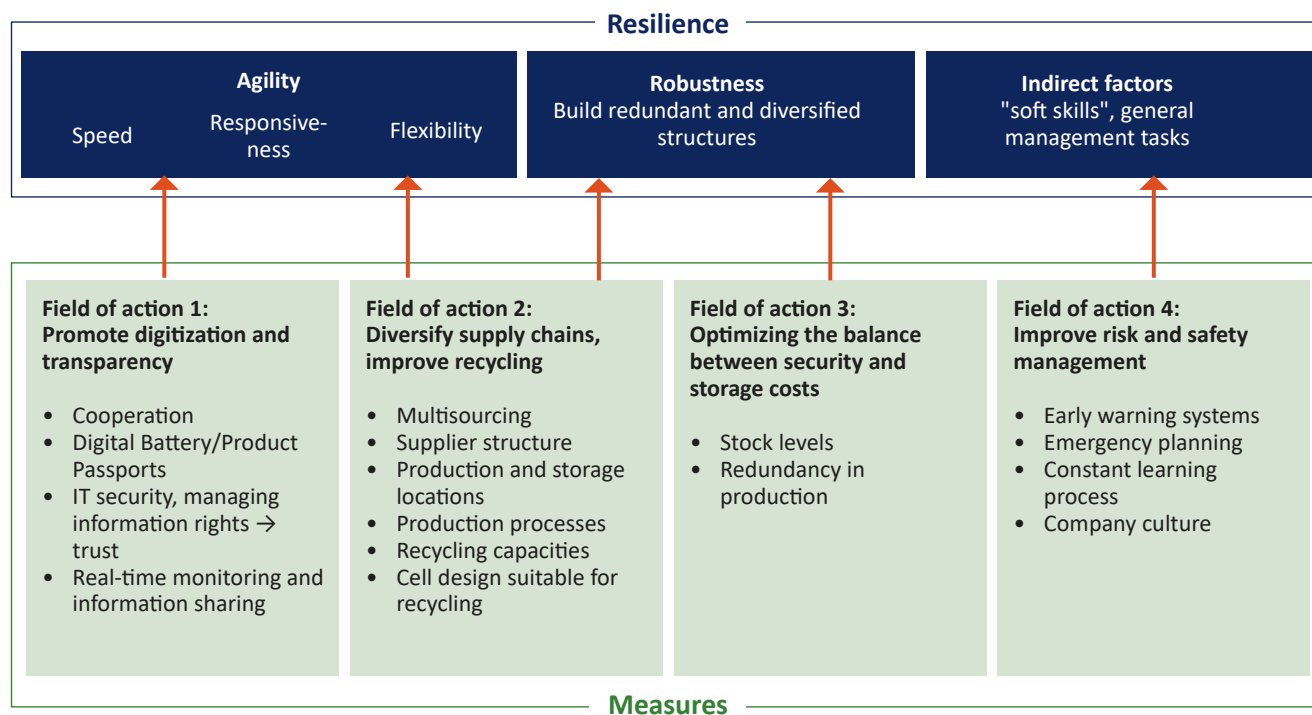 Resilience
Agility
Speed
Responsive-
ness
Flexibility
Robustness
Build redundant and diversified
structures
Indirect factors
"soft skills", general
management tasks
Field of action 1:
Promote digitization and
transparency
• Cooperation
• Digital Battery/Product
Passports
• IT security, managing
information rights →
trust
• Real-time monitoring and
information sharing
Field of action 2:
Diversify supply chains,
improve recycling
• Multisourcing
• Supplier structure
• Production and storage
locations
• Production processes
• Recycling capacities
• Cell design suitable for
recycling
Field of action 3:
Optimizing the balance
between security and
storage costs
• Stock levels
• Redundancy in
production
Field of action 4:
Improve risk and safety
management
• Early warning systems
• Emergency planning
• Constant learning
process
• Company culture
Measures